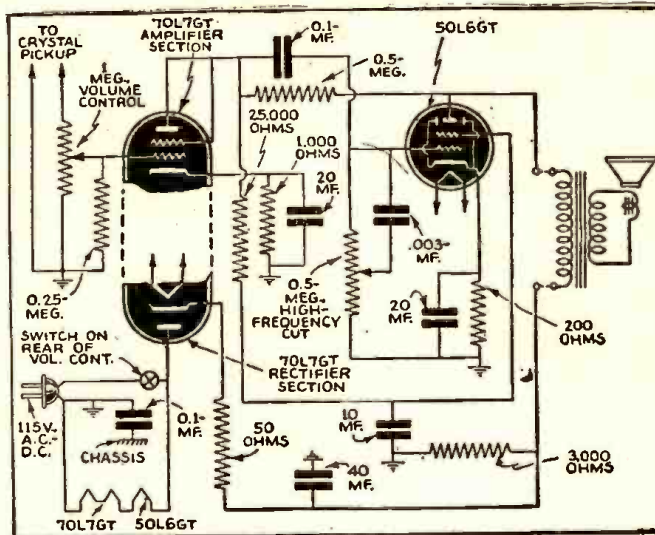 TO
CRYSTAL
PICKUP
1
MEG.,
VOLUME
CONTROL
70L7GT
AMPLIFIER
SECTION
0.1-
MF.
0.5-
MEG.
50L6GT
25,000
OHMS
1,000
OHMS
20
MF.
.003-
MF.
0.25-
MEG.
0.5-
MEG.,
HIGH-
FREQUENCY
CUT
20
MF.
200
OHMS
SWITCH ON
REAR OF
VOL. CONT.
70L7GT
RECTIFIER
SECTION
115V.
A.C.-
D.C.
0.1-
MF.
CHASSIS
50
OHMS
10
MF.
40
MF.
3,000
OHMS
70L7GT
50L6GT